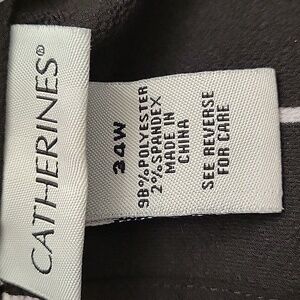 CATHERINES®
34W
98% POLYESTER
2% SPANDEX
MADE IN
CHINA
SEE REVERSE
FOR CARE